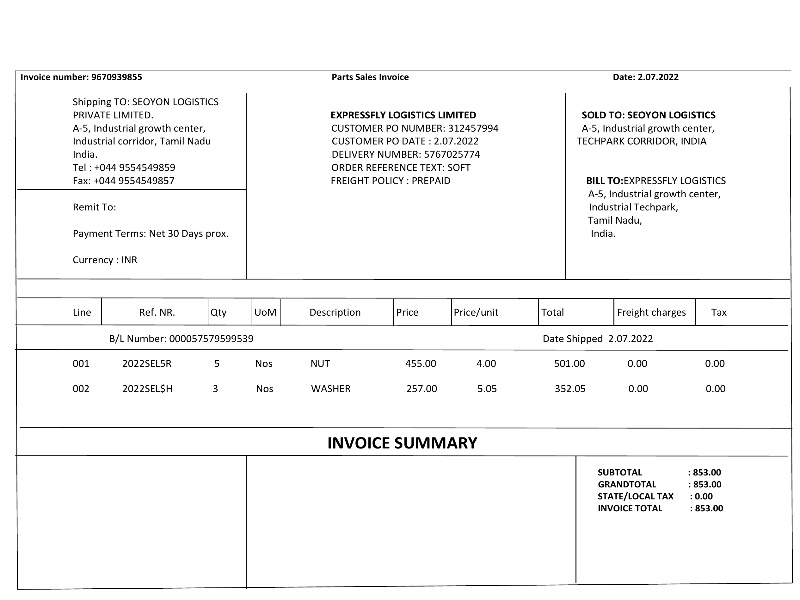 Invoice number: 9670939855 Parts Sales Invoice Date: 2.07.2022
Shipping TO: SEOYON LOGISTICS
PRIVATE LIMITED.
A-5, Industrial growth center,
Industrial corridor, Tamil Nadu
India.
Tel : +044 9554549859
Fax: +044 9554549857
Remit To:
Payment Terms: Net 30 Days prox.
Currency : INR
EXPRESSFLY LOGISTICS LIMITED
CUSTOMER PO NUMBER: 312457994
CUSTOMER PO DATE : 2.07.2022
DELIVERY NUMBER: 5767025774
ORDER REFERENCE TEXT: SOFT
FREIGHT POLICY : PREPAID
SOLD TO: SEOYON LOGISTICS
A-5, Industrial growth center,
TECHPARK CORRIDOR, INDIA
BILL TO:EXPRESSFLY LOGISTICS
A-5, Industrial growth center,
Industrial Techpark,
Tamil Nadu,
India.
Line Ref. NR. Qty UoM Description Price Price/unit Total Freight charges Tax
B/L Number: 000057579599539 Date Shipped 2.07.2022
001 2022SEL5R 5 Nos NUT 455.00 4.00 501.00 0.00 0.00
002 2022SEL$H 3 Nos WASHER 257.00 5.05 352.05 0.00 0.00
INVOICE SUMMARY
SUBTOTAL : 853.00
GRANDTOTAL : 853.00
STATE/LOCAL TAX : 0.00
INVOICE TOTAL : 853.00